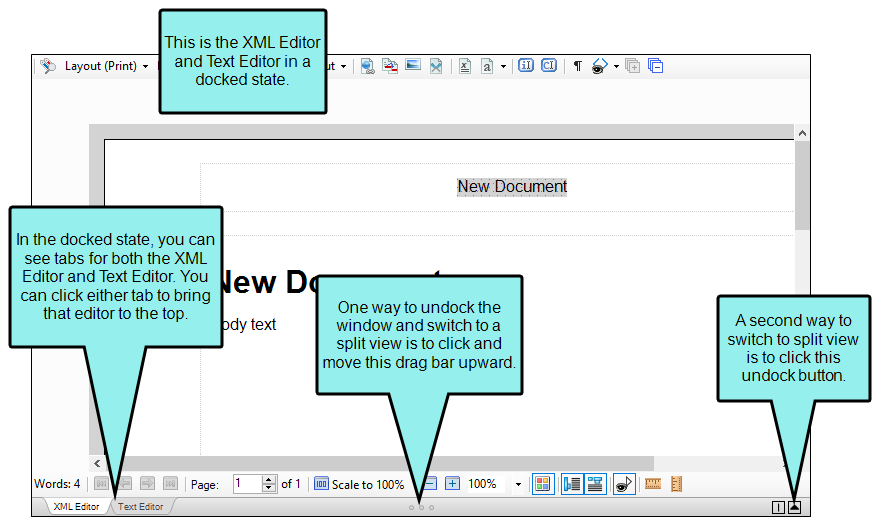 This is the XML Editor
and Text Editor in a
docked state.
Layout (Print)
New Document
In the docked state, you can
see tabs for both the XML
Editor and Text Editor. You
can click either tab to bring
that editor to the top.
New Do
ody text
One way to undock the
window and switch to a
split view is to click and
move this drag bar upward.
A second way to
switch to split view
is to click this
undock button.
Words: 4 Page: 1 of 1 Scale to 100% 100%
XML Editor Text Editor